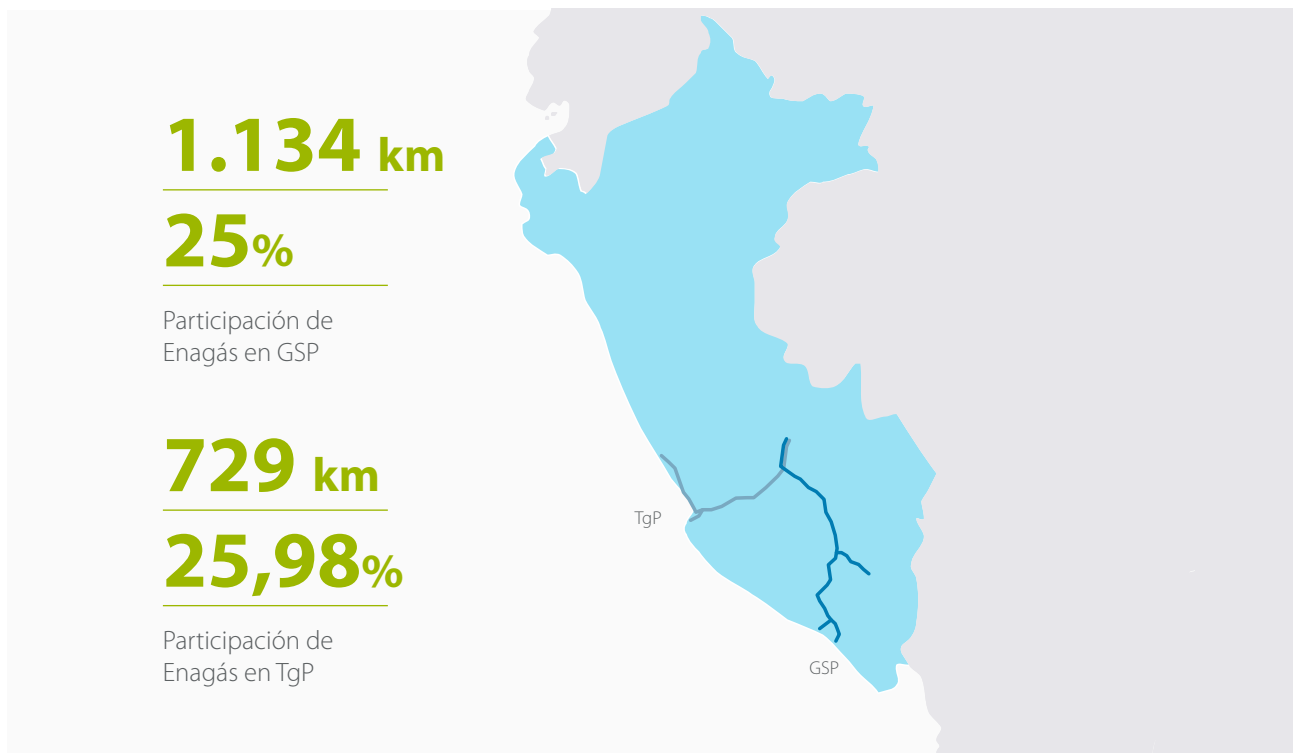 1.134 km
25%
Participación de
Enagás en GSP
729 km
25,98%
Participación de
Enagás en TgP
TgP
GSP